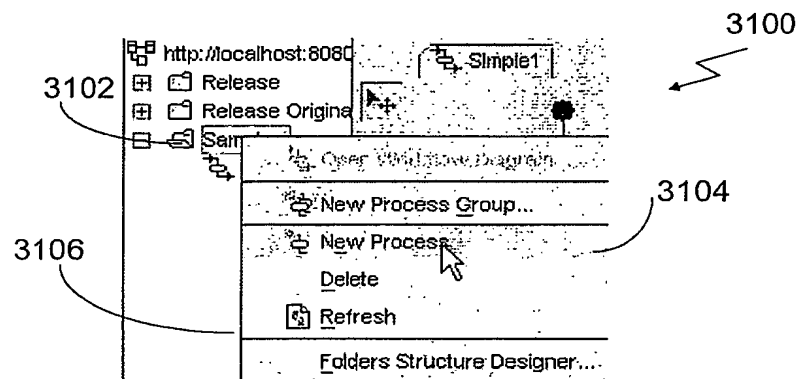 3100
http://localhost:8080
Simple1
3102
Release
Release Origina
Sam
3104
New Process Group...
New Process
3106
Delete
Refresh
Folders Structure Designer...